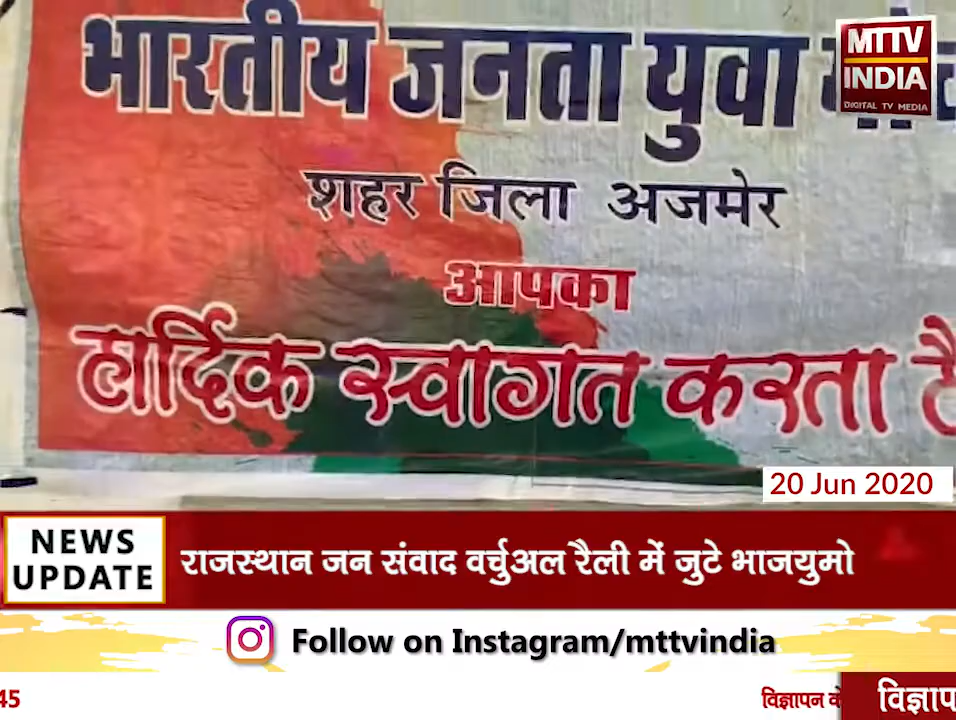 भारतीय जनता युवा
MTTV
INDIA
DIGITAL TV MEDIA
शहर जिला अजमेर
आपका
हार्दिक स्वागत करता है
20 Jun 2020
NEWS
UPDATE
राजस्थान जन संवाद वर्चुअल रैली में जुटे भाजयुमो
Follow on Instagram/mttvindia
45
विज्ञापन के
विज्ञाप